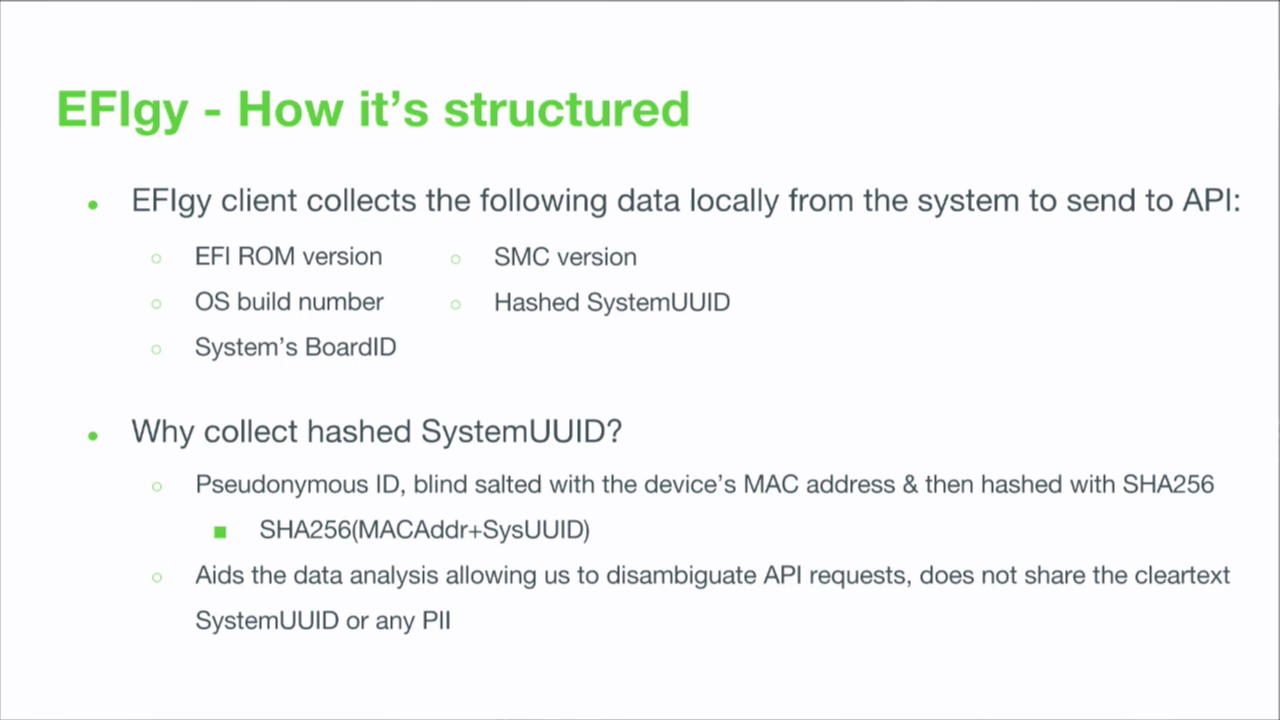 EFIgy - How it's structured
EFIgy client collects the following data locally from the system to send to API:
EFI ROM version
OS build number
System's BoardID
SMC version
Hashed SystemUUID
Why collect hashed SystemUUID?
Pseudonymous ID, blind salted with the device's MAC address & then hashed with SHA256
SHA256(MACAddr+SysUUID)
Aids the data analysis allowing us to disambiguate API requests, does not share the cleartext
SystemUUID or any PII